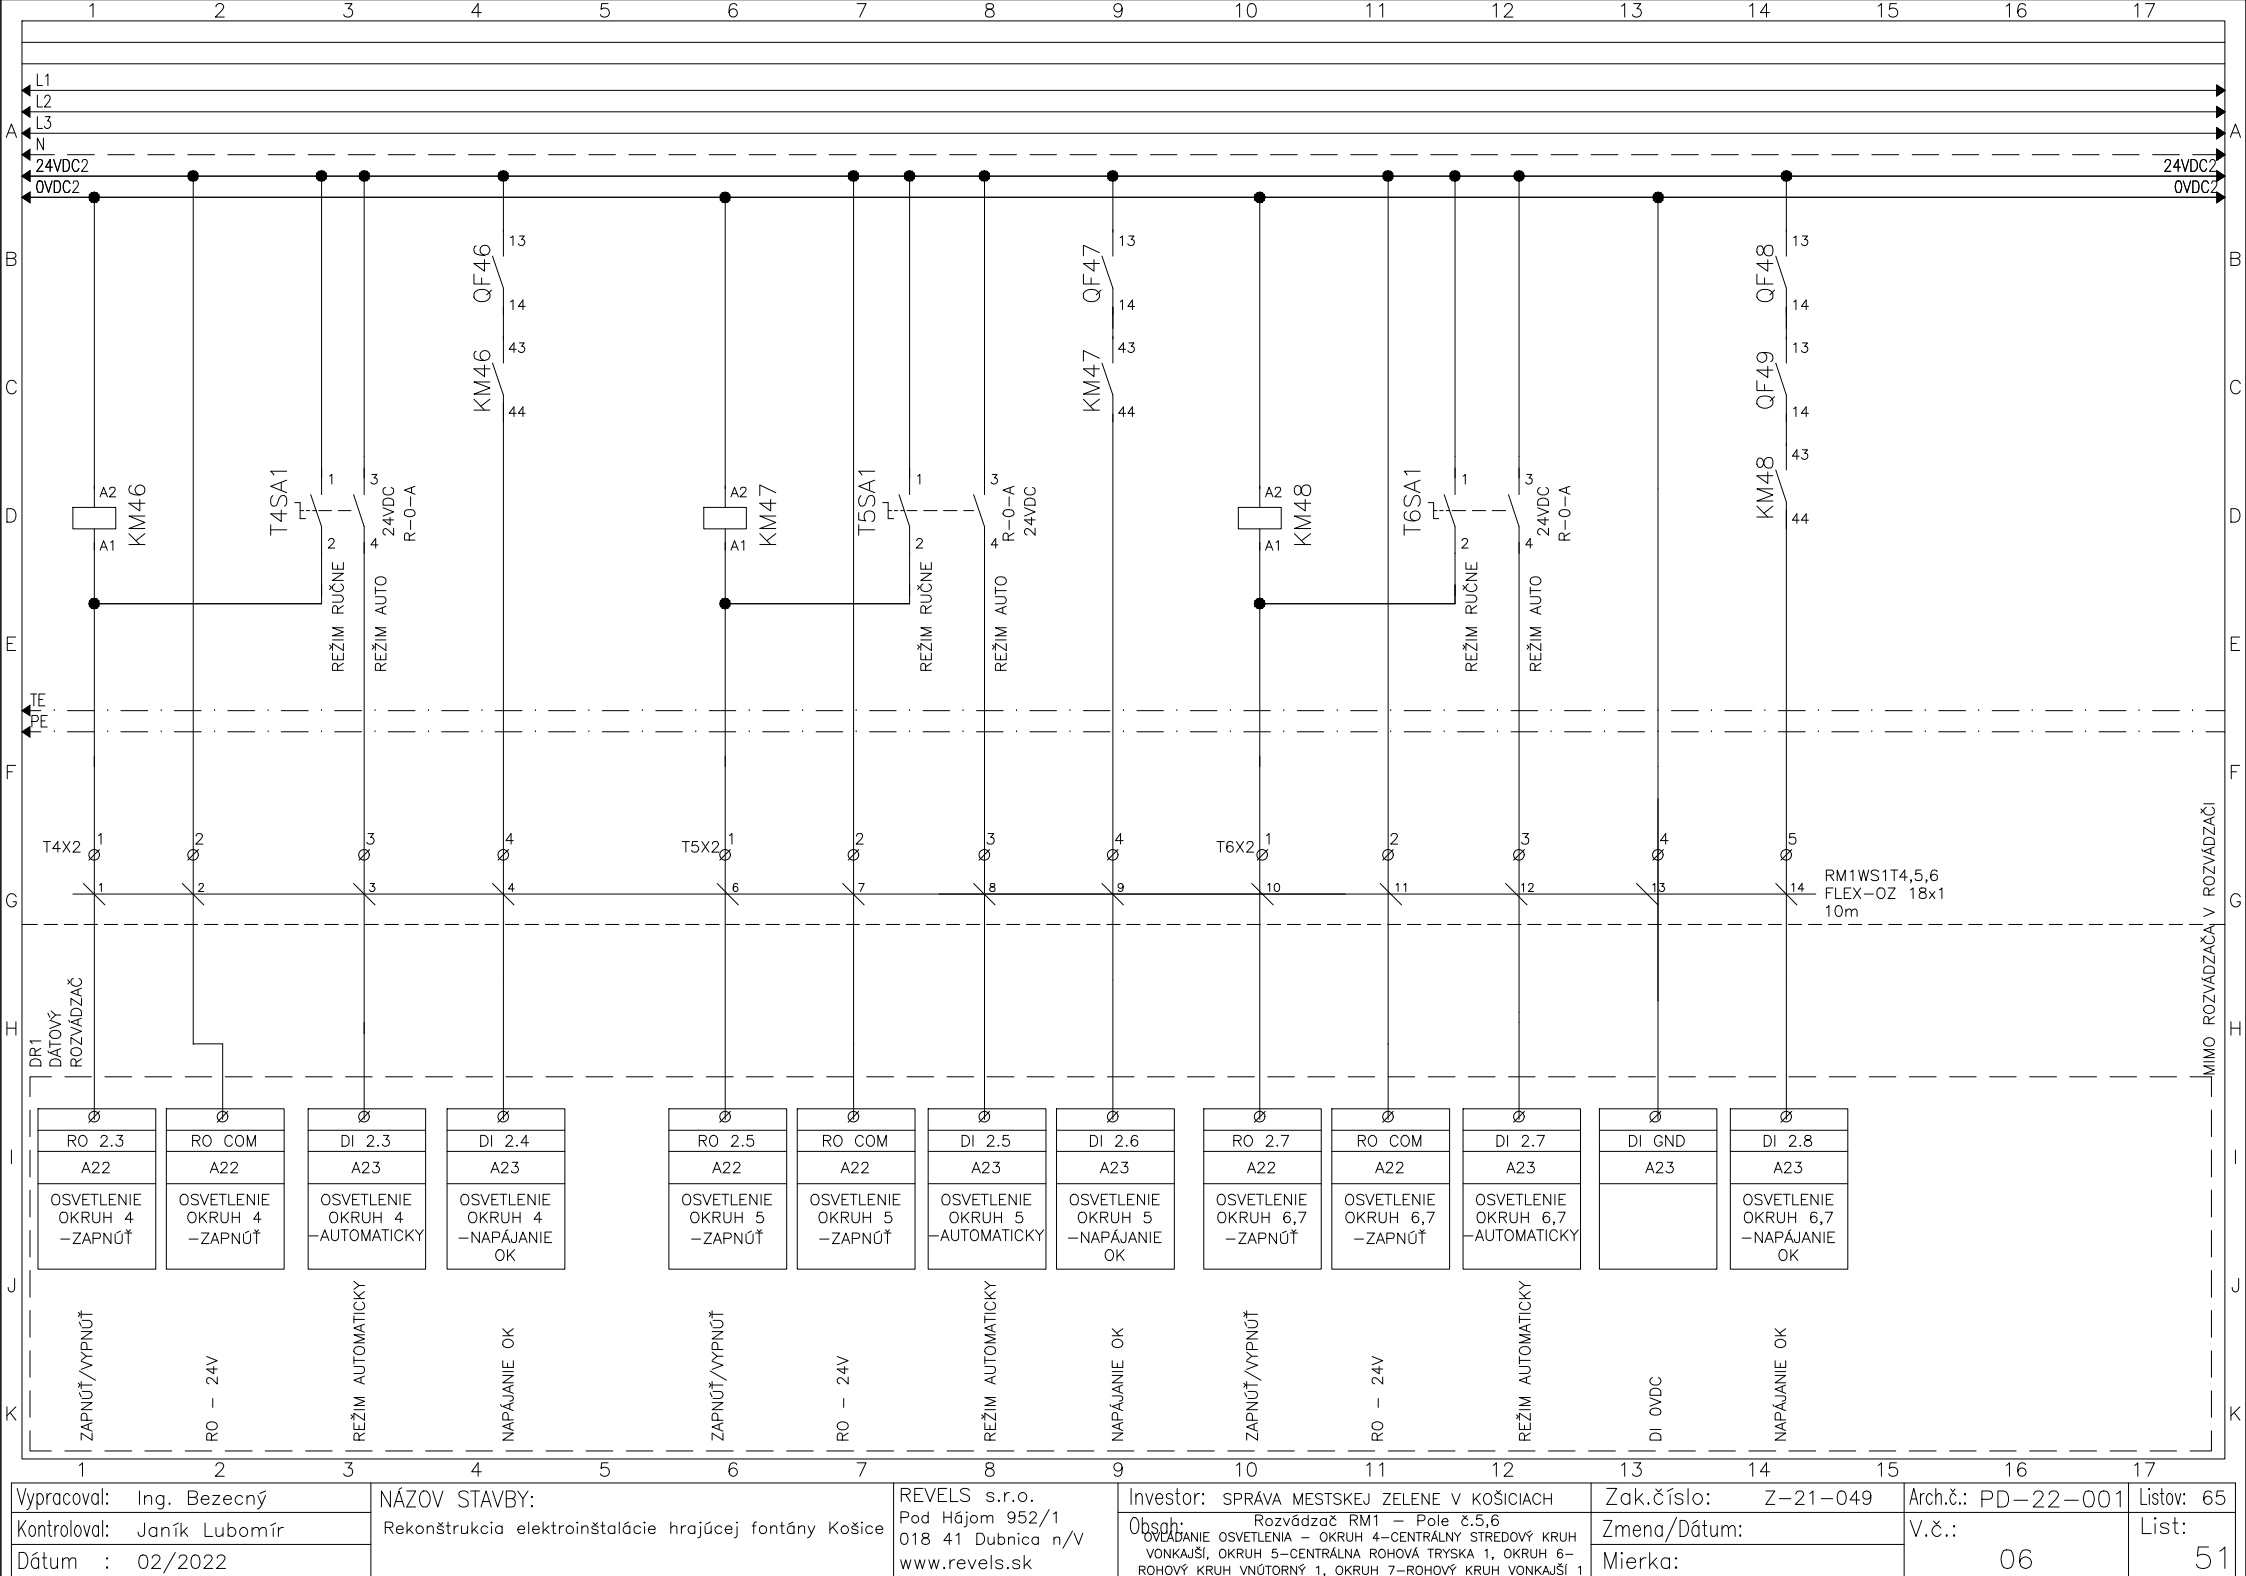 1 2 3 4 5 6 7 8 9 10 11 12 13 14 15 16 17
L1
L2
A L3 A
N
24VDC2 24VDC2
0VDC2 0VDC2
13 13 13
B QF46 QF47 QF48 B
14 14 14
43 43 13
C KM46 KM47 QF49 C
44 44 14
43
KM48
44
A2 KM46 A1
T4SA1 1 2 3 4 24VDC R-0-A
A2 KM47 A1
T5SA1 1 2 3 4 R-0-A 24VDC
A2 KM48 A1
T6SA1 1 2 3 4 24VDC R-0-A
D D
REŽIM RUČNE REŽIM AUTO REŽIM RUČNE REŽIM AUTO REŽIM RUČNE REŽIM AUTO
E E
TE
PE
F F
T4X2 1 2 3 4 T5X2 1 2 3 4 T6X2 1 2 3 4 5
1 2 3 4 6 7 8 9 10 11 12 13 14
RM1WS1T4,5,6
FLEX-OZ 18x1
10m
G G
MIMO ROZVÁDZAČA V ROZVÁDZAČI
DR1
DÁTOVÝ
ROZVÁDZAČ
H H
RO 2.3 RO COM DI 2.3 DI 2.4 RO 2.5 RO COM DI 2.5 DI 2.6 RO 2.7 RO COM DI 2.7 DI GND DI 2.8
I A22 A22 A23 A23 A22 A22 A23 A23 A22 A22 A23 A23 A23 I
OSVETLENIE OSVETLENIE OSVETLENIE OSVETLENIE OSVETLENIE OSVETLENIE OSVETLENIE OSVETLENIE OSVETLENIE OSVETLENIE OSVETLENIE OSVETLENIE
OKRUH 4 OKRUH 4 OKRUH 4 OKRUH 4 OKRUH 5 OKRUH 5 OKRUH 5 OKRUH 5 OKRUH 6,7 OKRUH 6,7 OKRUH 6,7 OKRUH 6,7
-ZAPNÚŤ -ZAPNÚŤ -AUTOMATICKY -NAPÁJANIE -ZAPNÚŤ -ZAPNÚŤ -AUTOMATICKY -NAPÁJANIE -ZAPNÚŤ -ZAPNÚŤ -AUTOMATICKY -NAPÁJANIE
OK OK OK
J J
ZAPNÚŤ/VYPNÚŤ
RO - 24V
REŽIM AUTOMATICKY
NAPÁJANIE OK
ZAPNÚŤ/VYPNÚŤ
RO - 24V
REŽIM AUTOMATICKY
NAPÁJANIE OK
ZAPNÚŤ/VYPNÚŤ
RO - 24V
REŽIM AUTOMATICKY
DI 0VDC
NAPÁJANIE OK
K K
1 2 3 4 5 6 7 8 9 10 11 12 13 14 15 16 17
Vypracoval: Ing. Bezecný
Kontroloval: Janík Lubomír
Dátum : 02/2022
NÁZOV STAVBY:
Rekonštrukcia elektroinštalácie hrajúcej fontány Košice
REVELS s.r.o.
Pod Hájom 952/1
018 41 Dubnica n/V
www.revels.sk
Investor: SPRÁVA MESTSKEJ ZELENE V KOŠICIACH
Obsah: Rozvádzač RM1 - Pole č.5,6
OVLÁDANIE OSVETLENIA - OKRUH 4-CENTRÁLNY STREDOVÝ KRUH
VONKAJŠÍ, OKRUH 5-CENTRÁLNA ROHOVÁ TRYSKA 1, OKRUH 6-
ROHOVÝ KRUH VNÚTORNÝ 1, OKRUH 7-ROHOVÝ KRUH VONKAJŠÍ 1
Zak.číslo: Z-21-049
Zmena/Dátum:
Mierka:
Arch.č.: PD-22-001
V.č.:
06
Listov: 65
List:
51